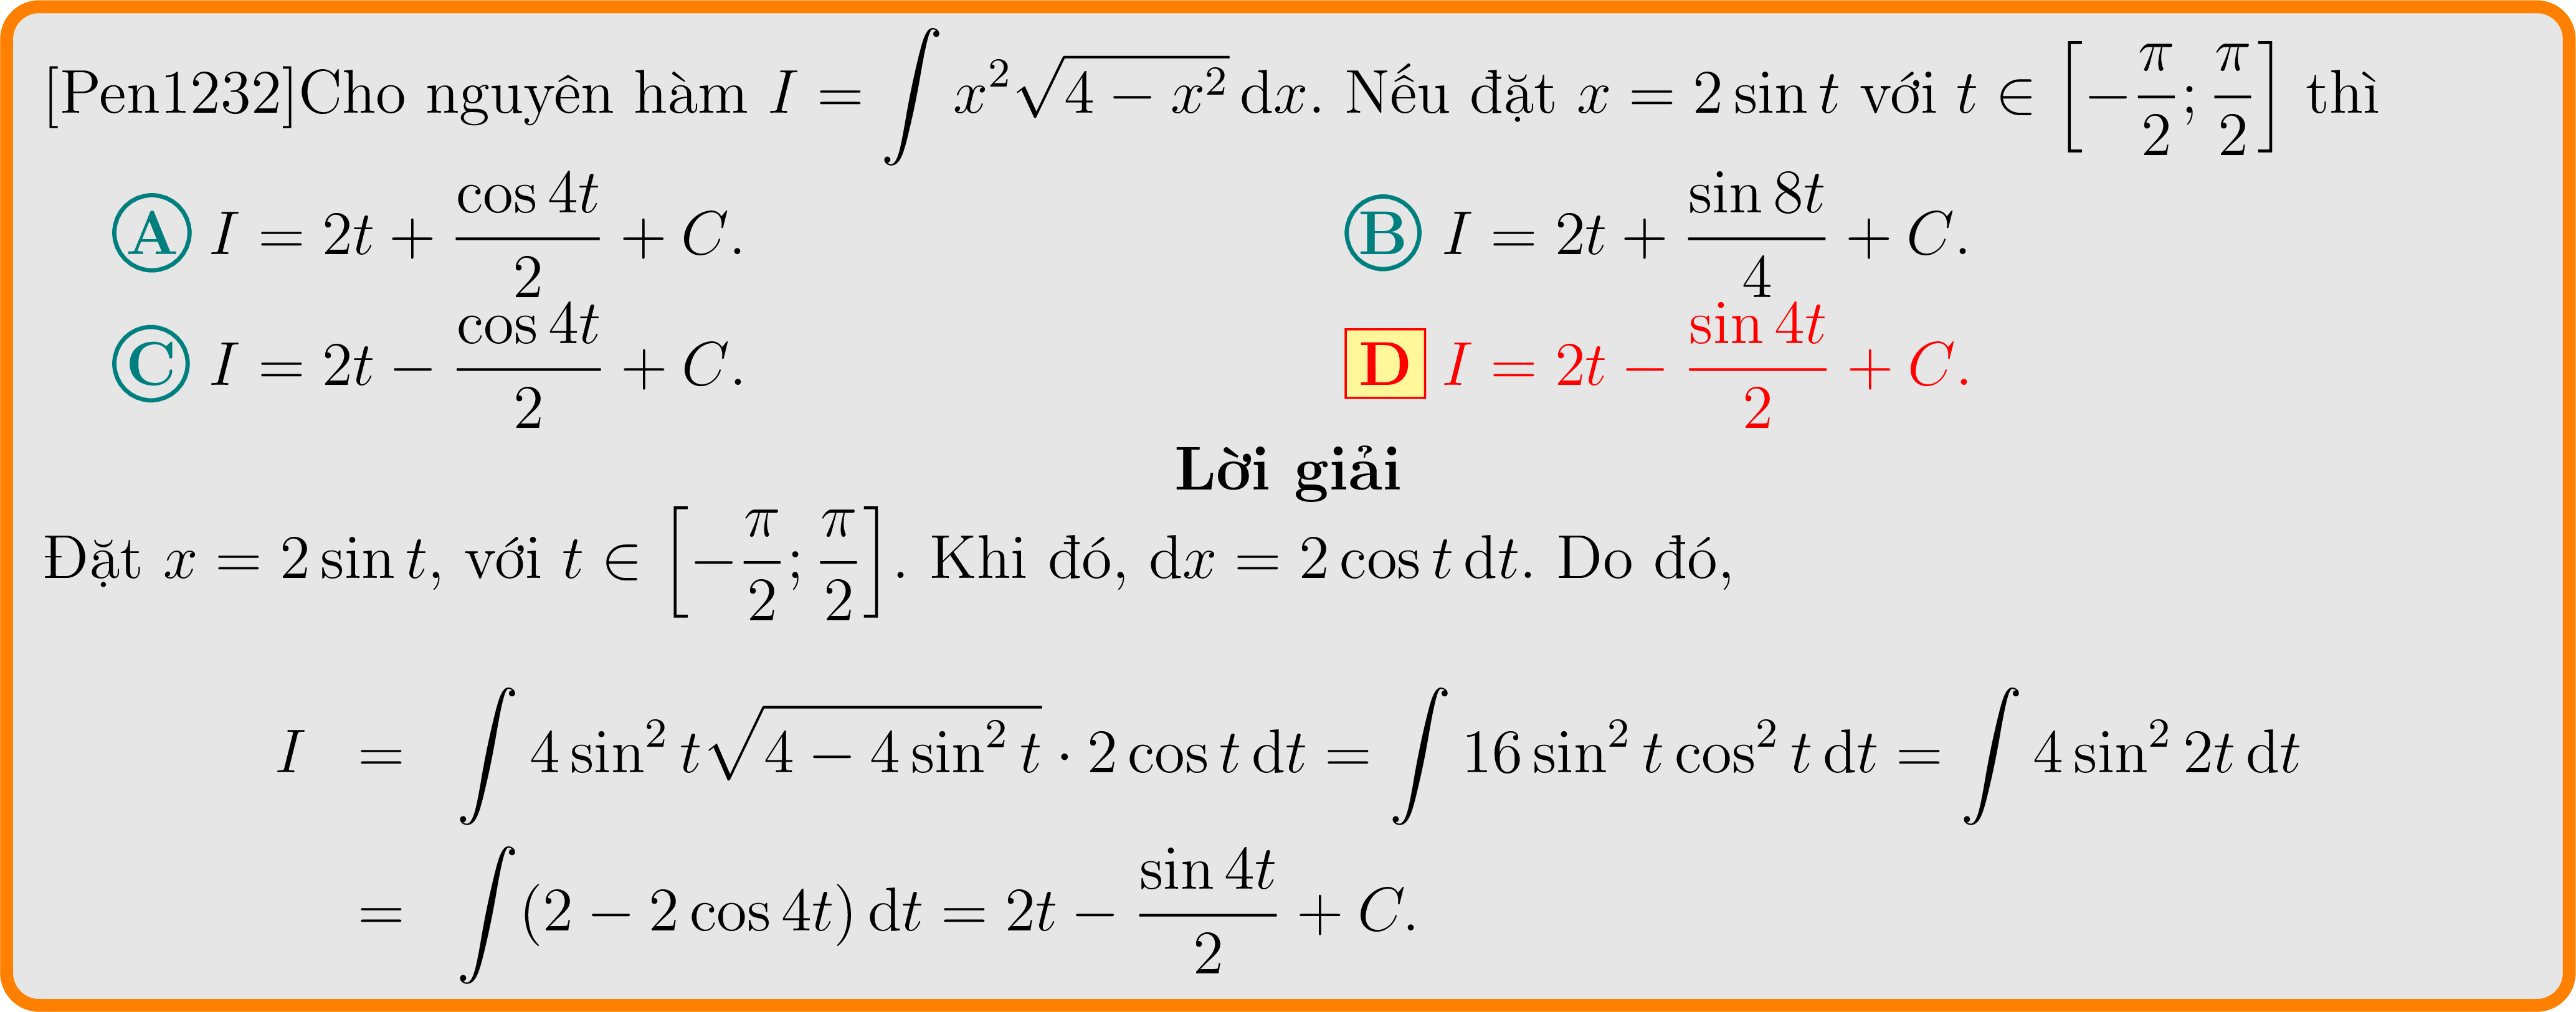 [Pen1232]Cho nguyên hàm $I = \int x^2\sqrt{4 - x^2}\,\mathrm{d}x$. Nếu đặt $x = 2\sin t$ với $t \in \left[-\frac{\pi}{2}; \frac{\pi}{2}\right]$ thì
A $I = 2t + \frac{\cos 4t}{2} + C$. B $I = 2t + \frac{\sin 8t}{4} + C$.
C $I = 2t - \frac{\cos 4t}{2} + C$. D $I = 2t - \frac{\sin 4t}{2} + C$.
Lời giải
Đặt $x = 2\sin t$, với $t \in \left[-\frac{\pi}{2}; \frac{\pi}{2}\right]$. Khi đó, $\mathrm{d}x = 2\cos t\,\mathrm{d}t$. Do đó,
$I = \int 4\sin^2 t\sqrt{4 - 4\sin^2 t} \cdot 2\cos t\,\mathrm{d}t = \int 16\sin^2 t\cos^2 t\,\mathrm{d}t = \int 4\sin^2 2t\,\mathrm{d}t$
$= \int (2 - 2\cos 4t)\,\mathrm{d}t = 2t - \frac{\sin 4t}{2} + C$.